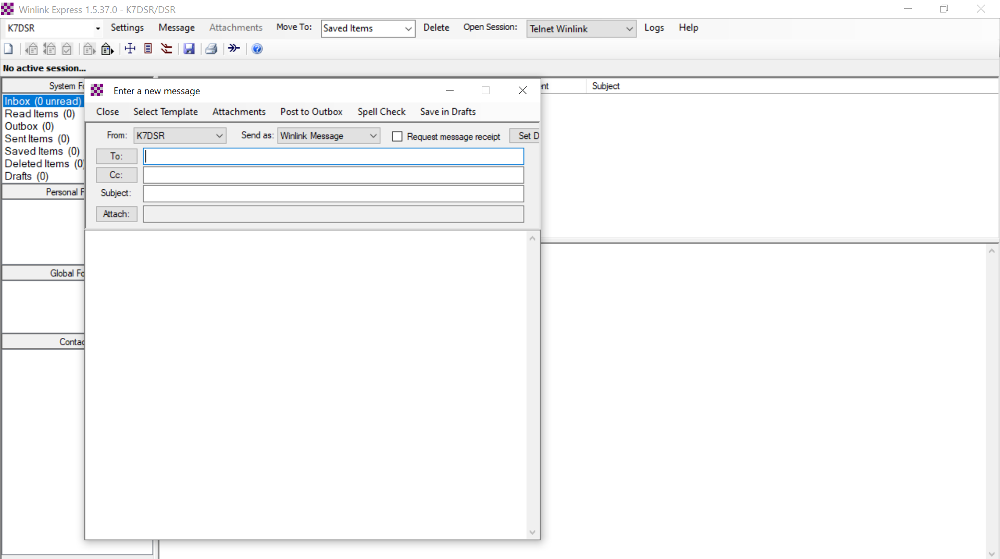 Winlink Express 1.5.37.0 - K7DSR/DSR
K7DSR Settings Message Attachments Move To: Saved Items Delete Open Session: Telnet Winlink Logs Help
No active session...
System Fo
Subject
Enter a new message
Close Select Template Attachments Post to Outbox Spell Check Save in Drafts
From: K7DSR Send as: Winlink Message Request message receipt Set D
To:
Cc:
Subject:
Attach:
Inbox (0 unread)
Read Items (0)
Outbox (0)
Sent Items (0)
Saved Items (0)
Deleted Items (0)
Drafts (0)
Personal F
Global Fo
Contac